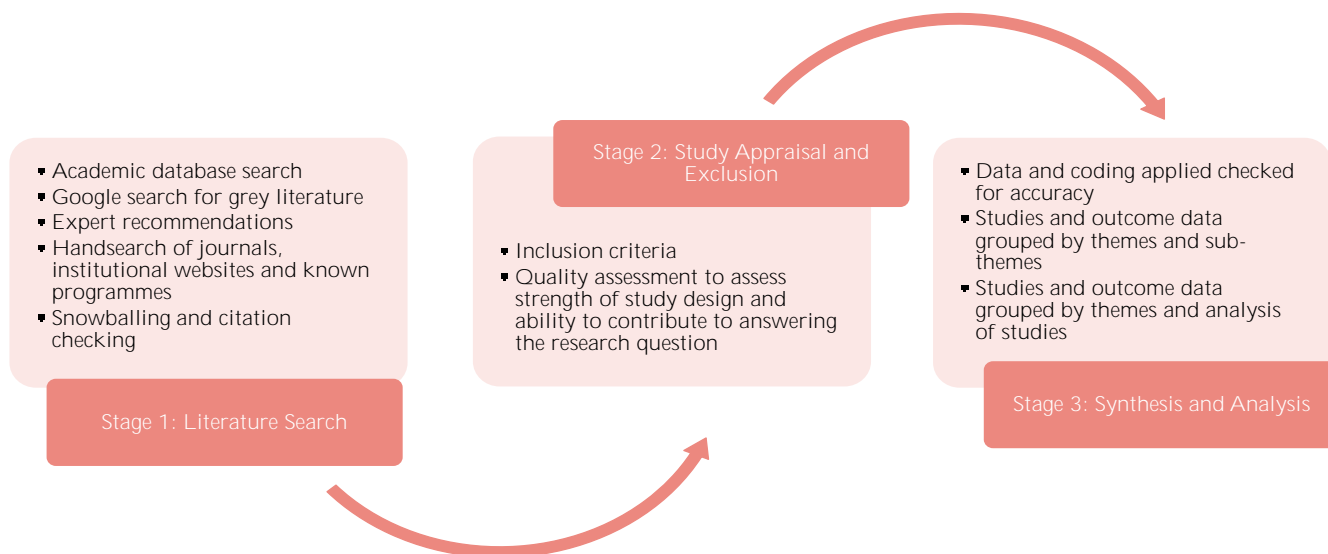 ▪ Academic database search
▪ Google search for grey literature
▪ Expert recommendations
▪ Handsearch of journals,
institutional websites and known
programmes
▪ Snowballing and citation
checking
Stage 1: Literature Search
Stage 2: Study Appraisal and
Exclusion
▪ Inclusion criteria
▪ Quality assessment to assess
strength of study design and
ability to contribute to answering
the research question
▪ Data and coding applied checked
for accuracy
▪ Studies and outcome data
grouped by themes and sub-
themes
▪ Studies and outcome data
grouped by themes and analysis
of studies
Stage 3: Synthesis and Analysis